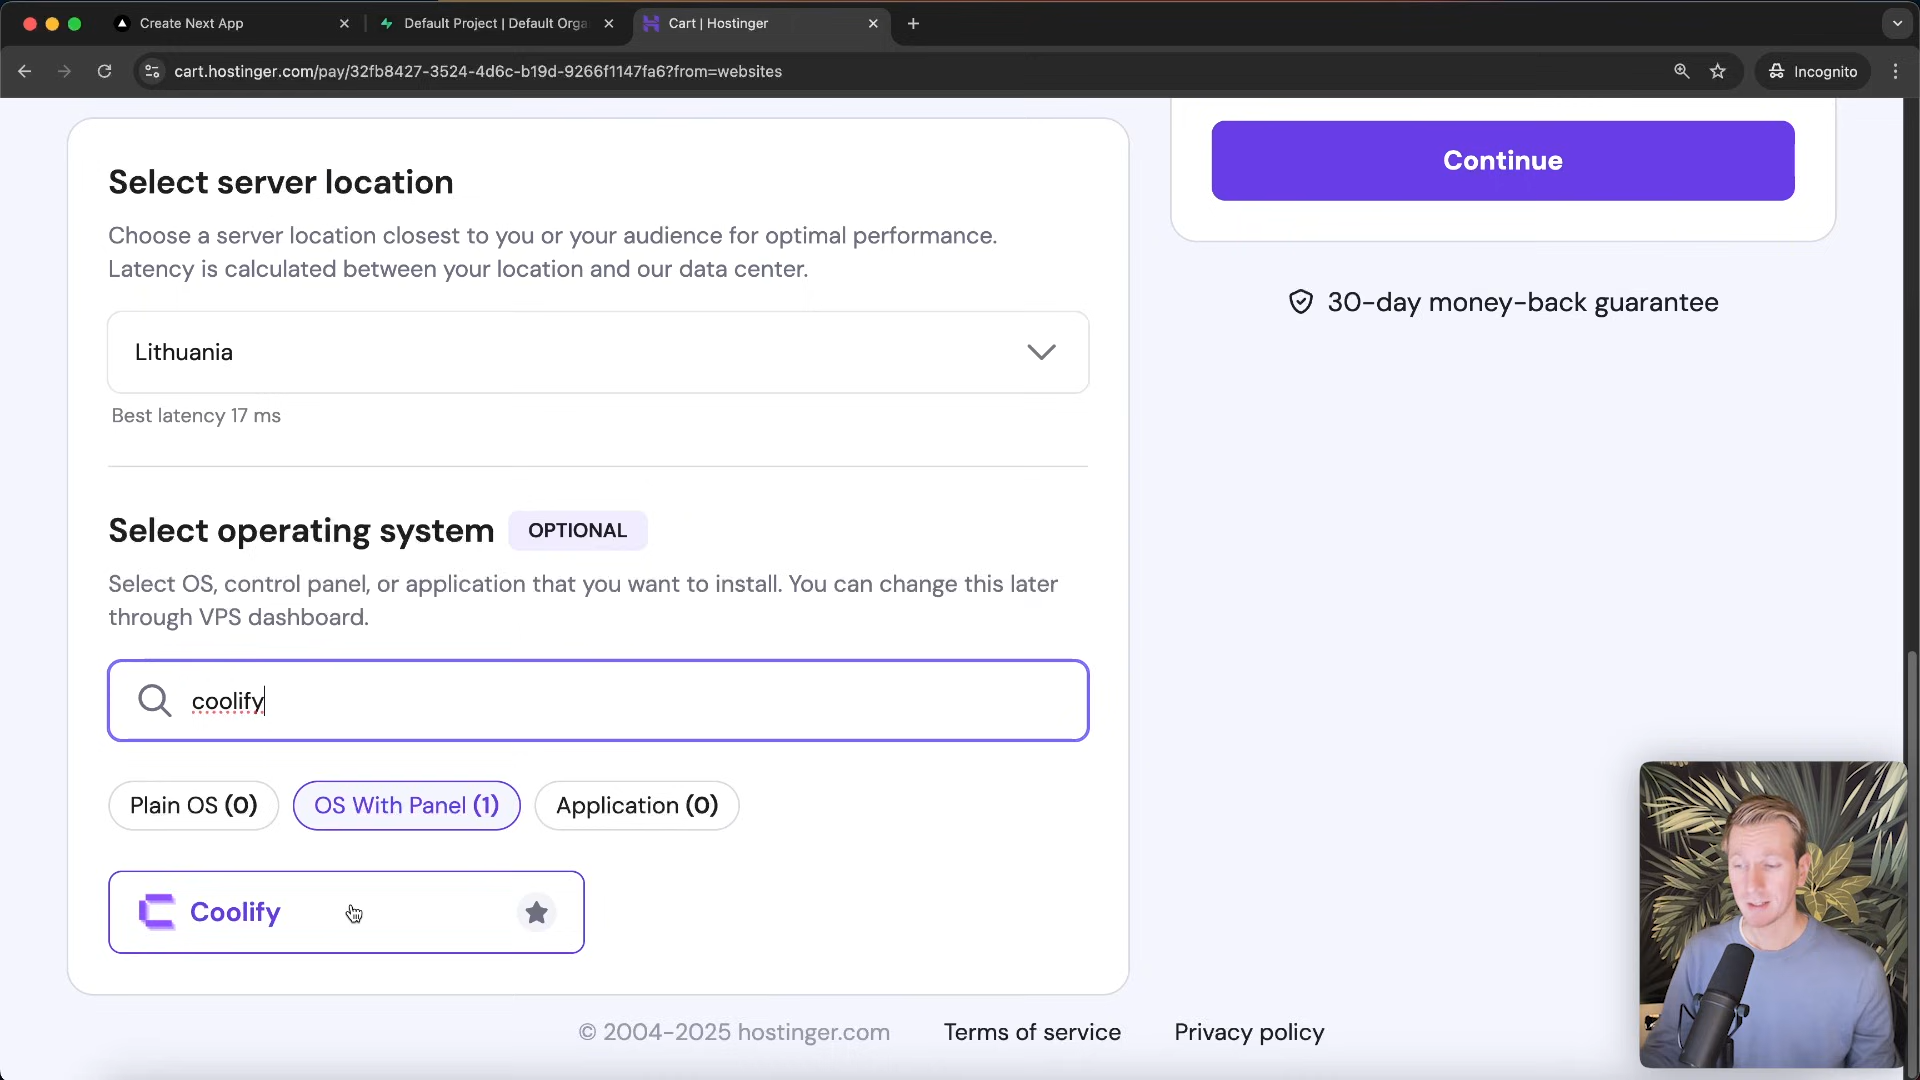 Create Next App
Default Project | Default Orga
Cart | Hostinger
cart.hostinger.com/pay/32fb8427-3524-4d6c-b19d-9266f1147fa6?from=websites
Incognito
Continue
30-day money-back guarantee
Select server location
Choose a server location closest to you or your audience for optimal performance.
Latency is calculated between your location and our data center.
Lithuania
Best latency 17 ms
Select operating system
OPTIONAL
Select OS, control panel, or application that you want to install. You can change this later
through VPS dashboard.
coolify
Plain OS (0)
OS With Panel (1)
Application (0)
Coolify
© 2004-2025 hostinger.com
Terms of service
Privacy policy